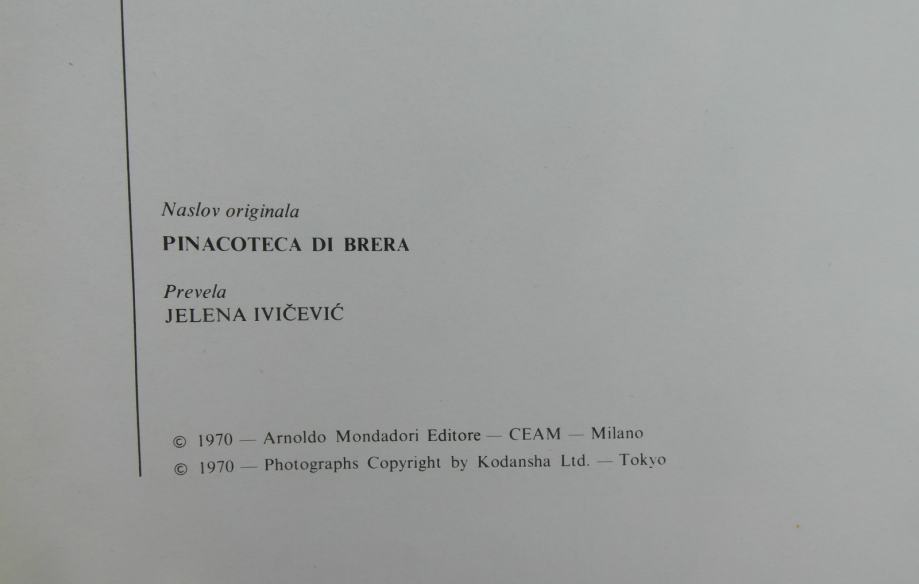 Naslov originala
PINACOTECA DI BRERA
Prevela
JELENA IVIČEVIĆ
© 1970 — Arnoldo Mondadori Editore — CEAM — Milano
© 1970 — Photographs Copyright by Kodansha Ltd. — Tokyo